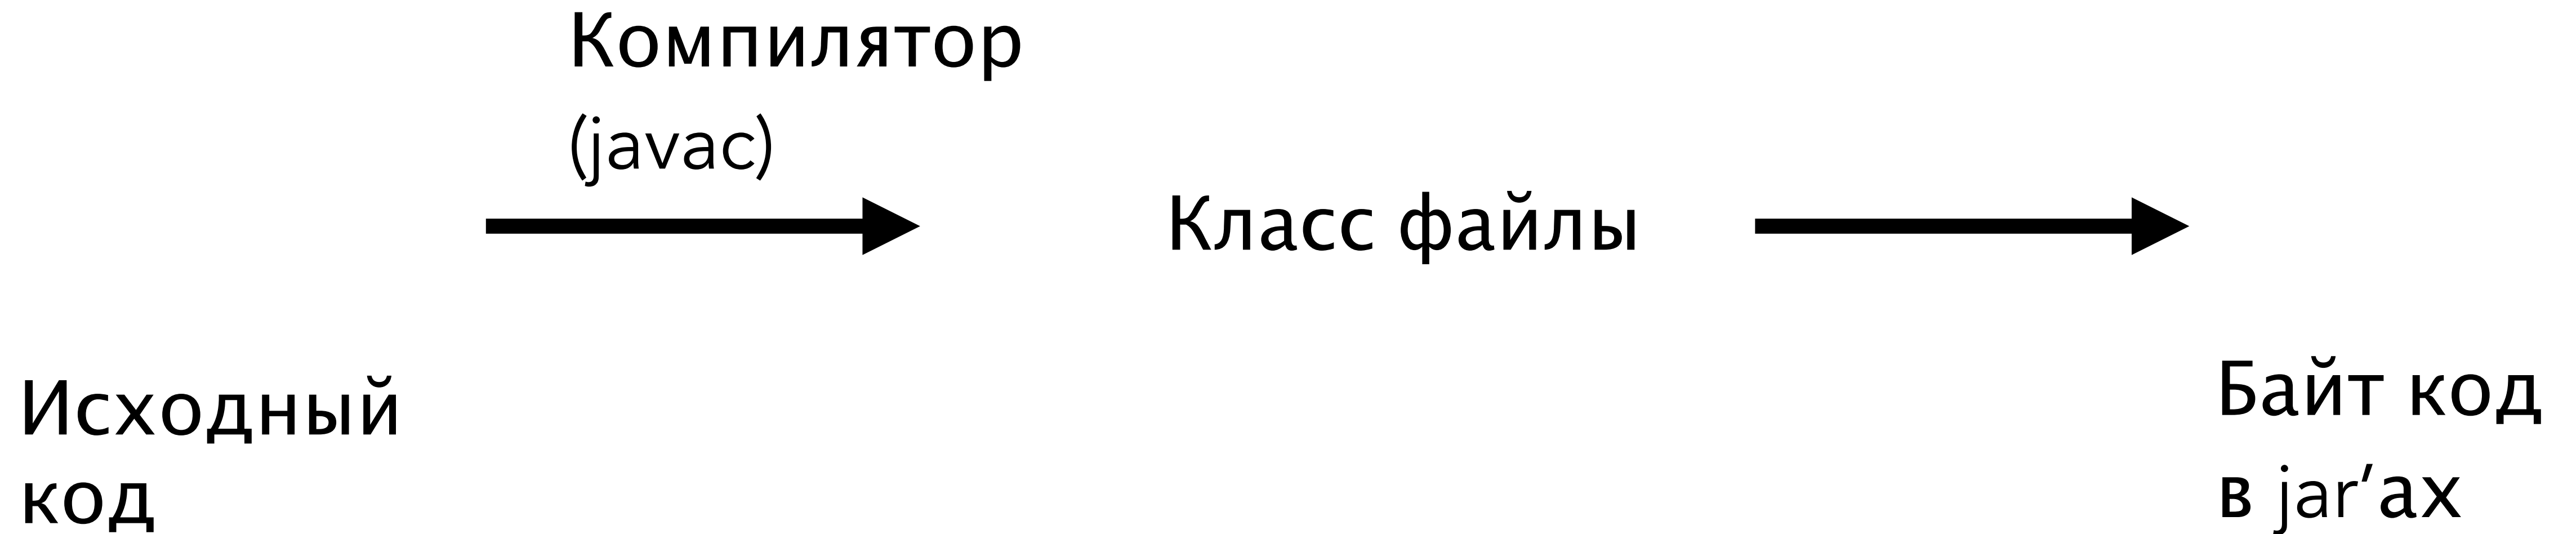 Компилятор
(javac)
Класс файлы
Исходный
код
Байт код
в jar’ах